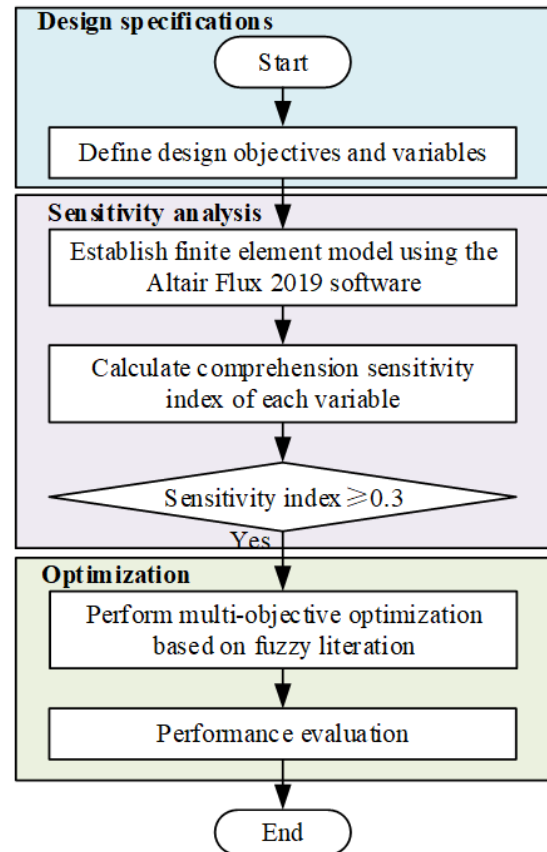 Design specifications
Start
Define design objectives and variables
Sensitivity analysis
Establish finite element model using the
Altair Flux 2019 software
Calculate comprehension sensitivity
index of each variable
Sensitivity index ≥0.3
Yes
Optimization
Perform multi-objective optimization
based on fuzzy literation
Performance evaluation
End